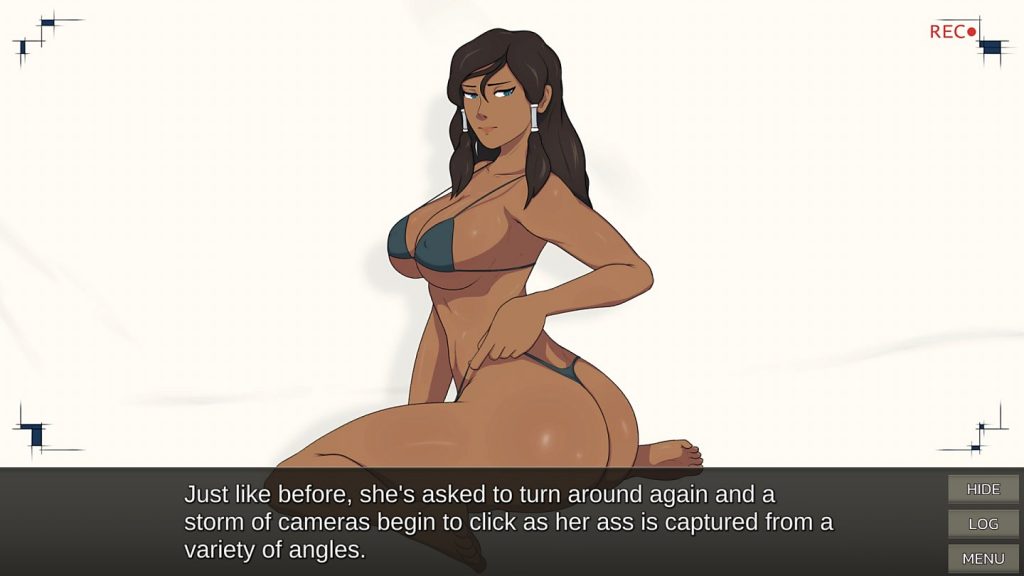 REC
Just like before, she's asked to turn around again and a
storm of cameras begin to click as her ass is captured from a
variety of angles.
HIDE
LOG
MENU